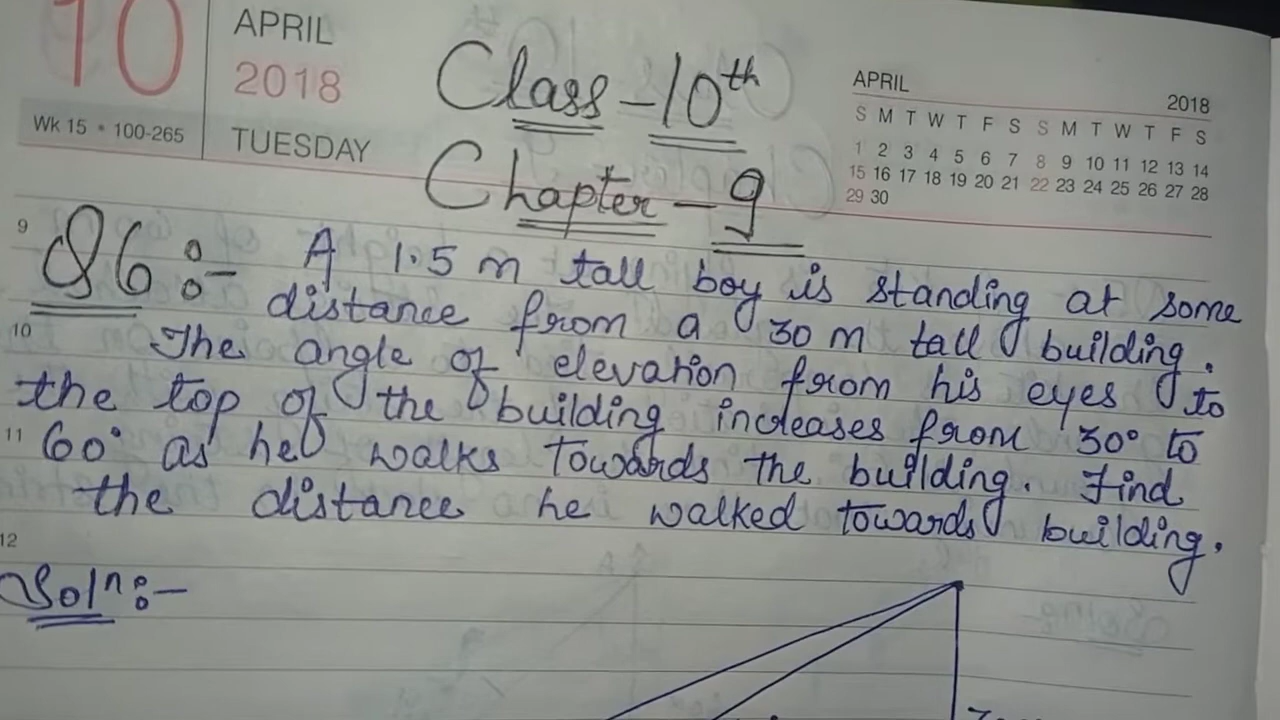 10
APRIL
2018
Wk 15 • 100-265
TUESDAY
Class - 10th
Chapter - 9
APRIL 2018
S M T W T F S S M T W T F S
1 2 3 4 5 6 7 8 9 10 11 12 13 14
15 16 17 18 19 20 21 22 23 24 25 26 27 28
29 30
9
Q6 :- A 1.5 m tall boy is standing at some
distance from a 30 m tall building.
10
The angle of elevation from his eyes to
the top of the building increases from 30° to
11
60° as he walks towards the building. Find
the distance he walked towards building.
12
Soln :-